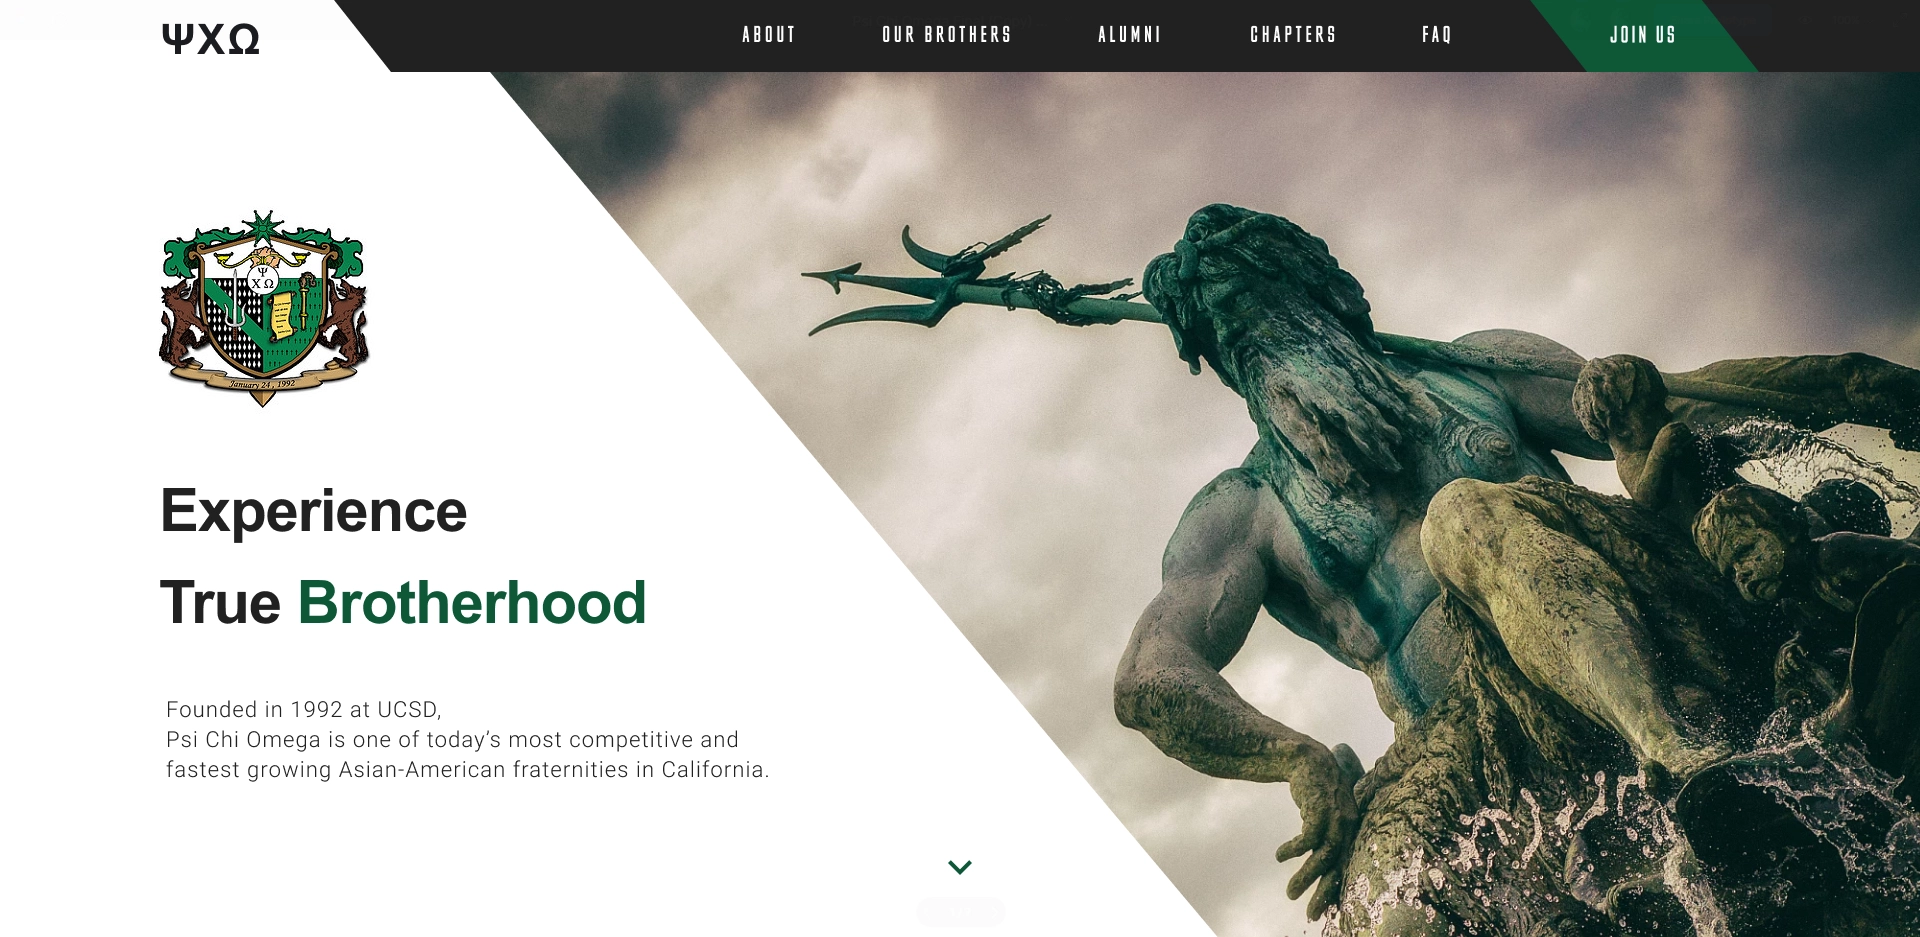 ΨΧΩ
ABOUT
OUR BROTHERS
ALUMNI
CHAPTERS
FAQ
JOIN US
Ψ
Χ Ω
January 24, 1992
Experience
True Brotherhood
Founded in 1992 at UCSD,
Psi Chi Omega is one of today’s most competitive and
fastest growing Asian-American fraternities in California.